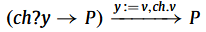 (ch?y → P) —y := v, ch.v→ P